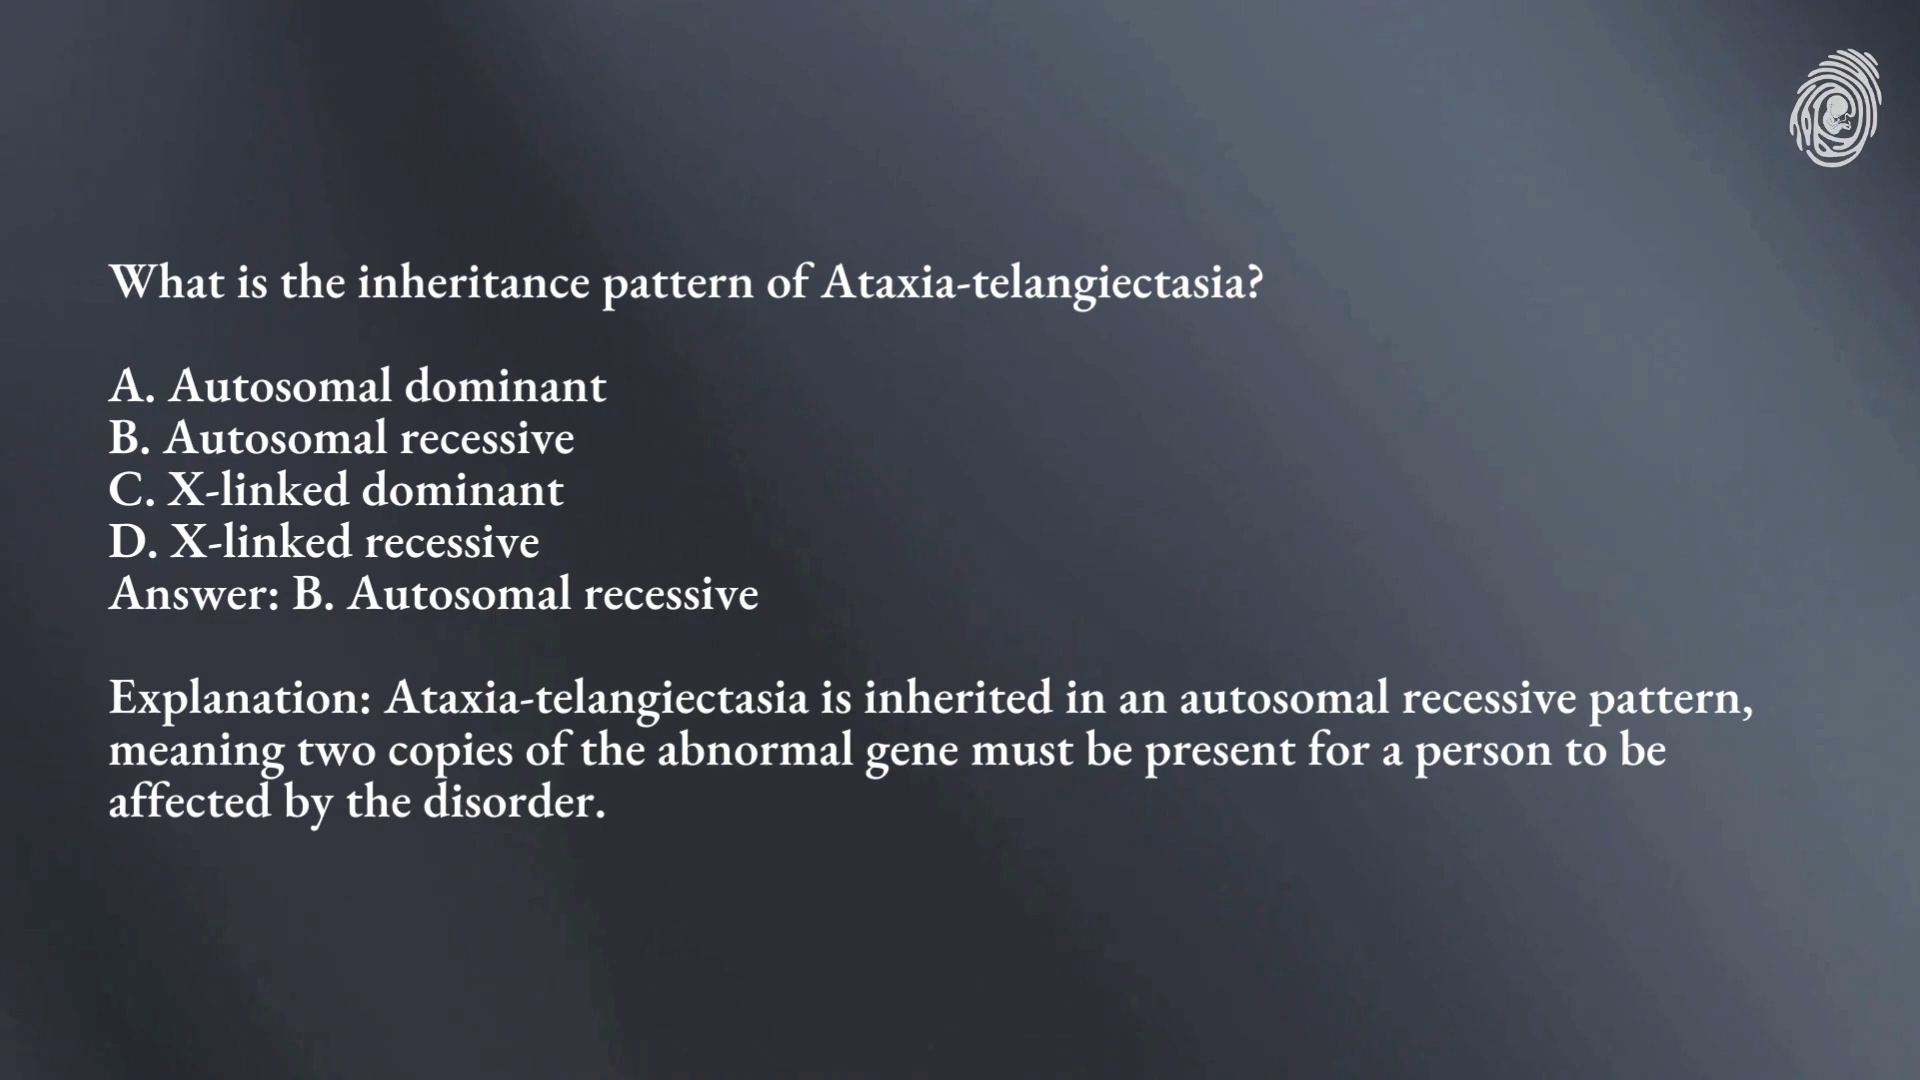 What is the inheritance pattern of Ataxia-telangiectasia?
A. Autosomal dominant
B. Autosomal recessive
C. X-linked dominant
D. X-linked recessive
Answer: B. Autosomal recessive
Explanation: Ataxia-telangiectasia is inherited in an autosomal recessive pattern,
meaning two copies of the abnormal gene must be present for a person to be
affected by the disorder.